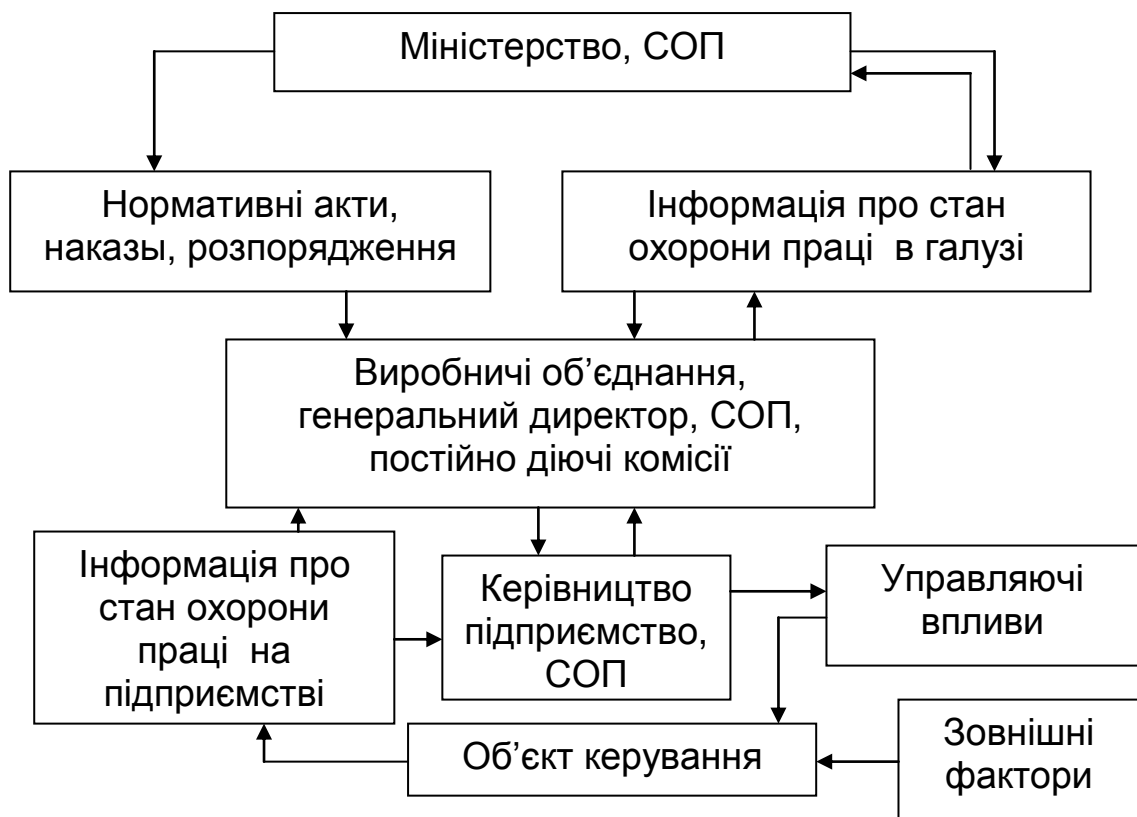 Міністерство, СОП
Нормативні акти,
наказы, розпорядження
Інформація про стан
охорони праці в галузі
Виробничі об’єднання,
генеральний директор, СОП,
постійно діючі комісії
Інформація про
стан охорони
праці на
підприємстві
Керівництво
підприємство,
СОП
Управляючі
впливи
Об’єкт керування
Зовнішні
фактори